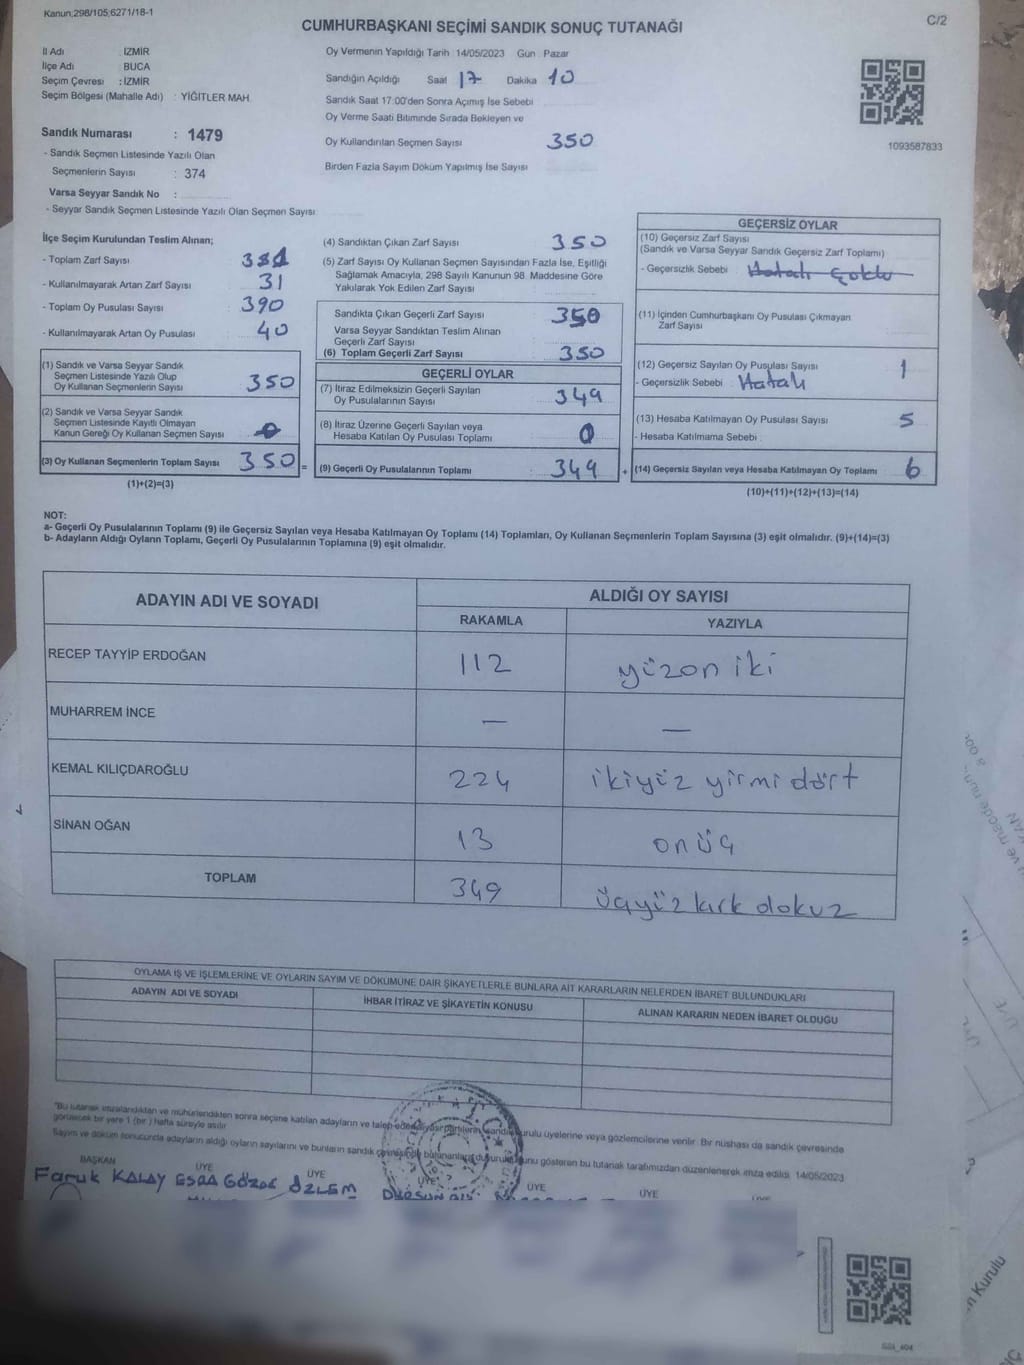 Kanun;298/105;6271/18-1
C/2
CUMHURBAŞKANI SEÇİMİ SANDIK SONUÇ TUTANAĞI
İl Adı : İZMİR
İlçe Adı : BUCA
Seçim Çevresi : İZMİR
Seçim Bölgesi (Mahalle Adı) : YİĞİTLER MAH
Sandık Numarası : 1479
- Sandık Seçmen Listesinde Yazılı Olan
Seçmenlerin Sayısı : 374
Varsa Seyyar Sandık No :
- Seyyar Sandık Seçmen Listesinde Yazılı Olan Seçmen Sayısı
Oy Vermenin Yapıldığı Tarih 14/05/2023 Gün Pazar
Sandığın Açıldığı Saat 17 Dakika 10
Sandık Saat 17:00'den Sonra Açımış İse Sebebi
Oy Verme Saati Bitiminde Sırada Bekleyen ve
Oy Kullandırılan Seçmen Sayısı 350
Birden Fazla Sayım Döküm Yapılmış İse Sayısı
1093587833
İlçe Seçim Kurulundan Teslim Alınan;
- Toplam Zarf Sayısı 381
- Kullanılmayarak Artan Zarf Sayısı 31
- Toplam Oy Pusulası Sayısı 390
- Kullanılmayarak Artan Oy Pusulası 40
(1) Sandık ve Varsa Seyyar Sandık
Seçmen Listesinde Yazılı Olup
Oy Kullanan Seçmenlerin Sayısı 350
(2) Sandık ve Varsa Seyyar Sandık
Seçmen Listesinde Kayıtlı Olmayan
Kanun Gereği Oy Kullanan Seçmen Sayısı 0
(3) Oy Kullanan Seçmenlerin Toplam Sayısı 350 =
(1)+(2)=(3)
(4) Sandıktan Çıkan Zarf Sayısı 350
(5) Zarf Sayısı Oy Kullanan Seçmen Sayısından Fazla İse, Eşitliği
Sağlamak Amacıyla, 298 Sayılı Kanunun 98. Maddesine Göre
Yakılarak Yok Edilen Zarf Sayısı
Sandıkta Çıkan Geçerli Zarf Sayısı 350
Varsa Seyyar Sandıktan Teslim Alınan
Geçerli Zarf Sayısı
(6) Toplam Geçerli Zarf Sayısı 350
GEÇERLİ OYLAR
(7) İtiraz Edilmeksizin Geçerli Sayılan
Oy Pusulalarının Sayısı 349
(8) İtiraz Üzerine Geçerli Sayılan veya
Hesaba Katılan Oy Pusulası Toplamı 0
(9) Geçerli Oy Pusulalarının Toplamı 349 +
GEÇERSİZ OYLAR
(10) Geçersiz Zarf Sayısı
(Sandık ve Varsa Seyyar Sandık Geçersiz Zarf Toplamı)
- Geçersizlik Sebebi Hatalı Çoklu
(11) İçinden Cumhurbaşkanı Oy Pusulası Çıkmayan
Zarf Sayısı
(12) Geçersiz Sayılan Oy Pusulası Sayısı 1
- Geçersizlik Sebebi Hatalı
(13) Hesaba Katılmayan Oy Pusulası Sayısı 5
- Hesaba Katılmama Sebebi :
(14) Geçersiz Sayılan veya Hesaba Katılmayan Oy Toplamı 6
(10)+(11)+(12)+(13)=(14)
NOT:
a- Geçerli Oy Pusulalarının Toplamı (9) ile Geçersiz Sayılan veya Hesaba Katılmayan Oy Toplamı (14) Toplamları, Oy Kullanan Seçmenlerin Toplam Sayısına (3) eşit olmalıdır. (9)+(14)=(3)
b- Adayların Aldığı Oyların Toplamı, Geçerli Oy Pusulalarının Toplamına (9) eşit olmalıdır.
ADAYIN ADI VE SOYADI ALDIĞI OY SAYISI
RAKAMLA YAZIYLA
RECEP TAYYİP ERDOĞAN 112 yüzon iki
MUHARREM İNCE — —
KEMAL KILIÇDAROĞLU 224 ikiyüz yirmi dört
SİNAN OĞAN 13 onüç
TOPLAM 349 üçyüz kırk dokuz
OYLAMA İŞ VE İŞLEMLERİNE VE OYLARIN SAYIM VE DÖKÜMÜNE DAİR ŞİKAYETLERLE BUNLARA AİT KARARLARIN NELERDEN İBARET BULUNDUKLARI
ADAYIN ADI VE SOYADI İHBAR İTİRAZ VE ŞİKAYETİN KONUSU ALINAN KARARIN NEDEN İBARET OLDUĞU
"Bu tutanak imzalandıktan ve mühürlendikten sonra seçime katılan adayların ve talep eden siyasi partilerin sandık kurulu üyelerine veya gözlemcilerine verilir. Bir nüshası da sandık çevresinde
görülecek bir yere 1 (bir) hafta süreyle asılır.
Sayım ve döküm sonucunda adayların aldığı oyların sayılarını ve bunların sandık çevresinde bulunanlara duyurulduğunu gösteren bu tutanak tarafımızdan düzenlenerek imza edildi. 14/05/2023
BAŞKAN ÜYE ÜYE ÜYE ÜYE ÜYE ÜYE
Faruk KALAY ESRA ÖZLEM
n Kurulu